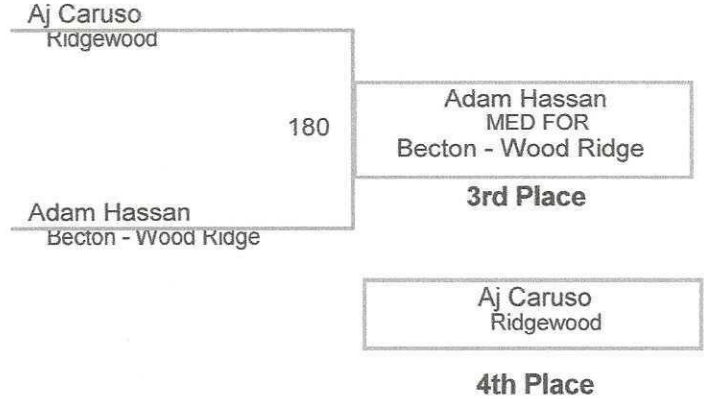 Aj Caruso
Ridgewood
180
Adam Hassan
MED FOR
Becton - Wood Ridge
3rd Place
Adam Hassan
Becton - Wood Ridge
Aj Caruso
Ridgewood
4th Place